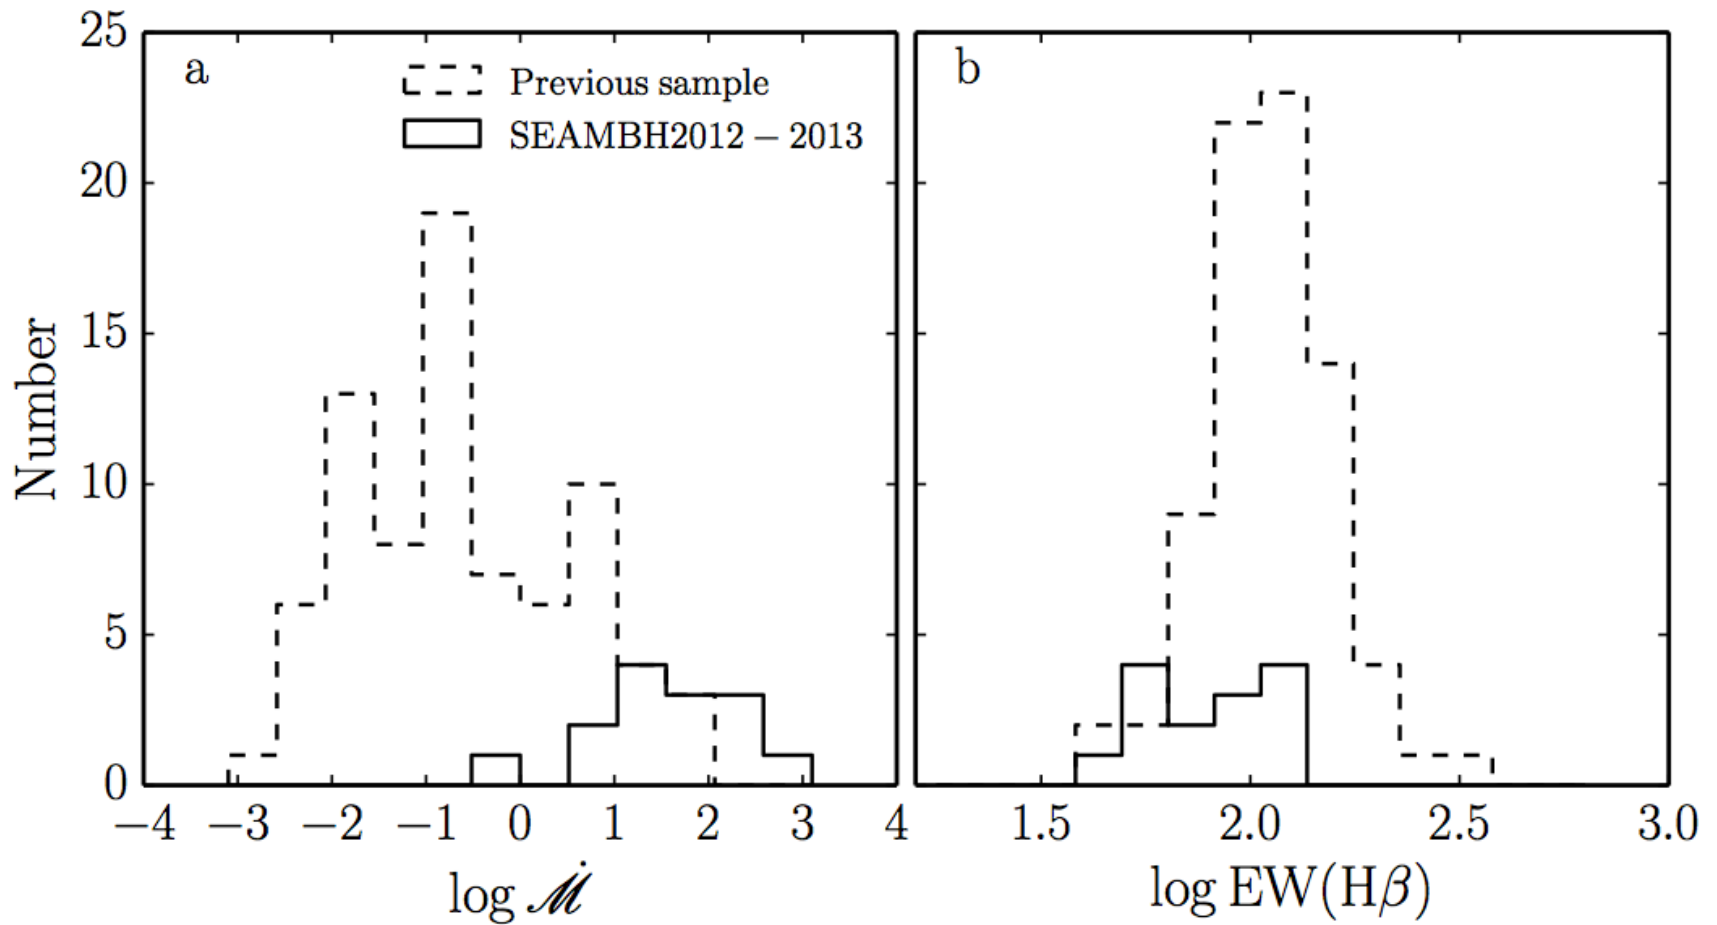 a
Previous sample
SEAMBH2012 – 2013
b
Number
25
20
15
10
5
0
−4 −3 −2 −1 0 1 2 3 4
1.5 2.0 2.5 3.0
log ℳ̇
log EW(Hβ)